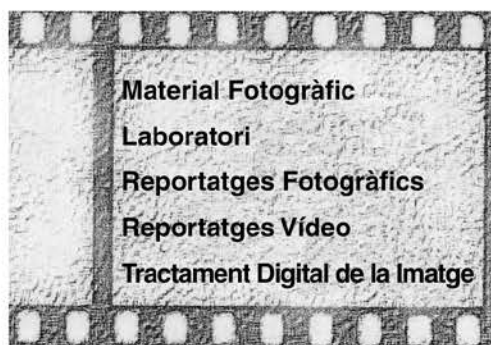 Material Fotogràfic
Laboratori
Reportatges Fotogràfics
Reportatges Vídeo
Tractament Digital de la Imatge